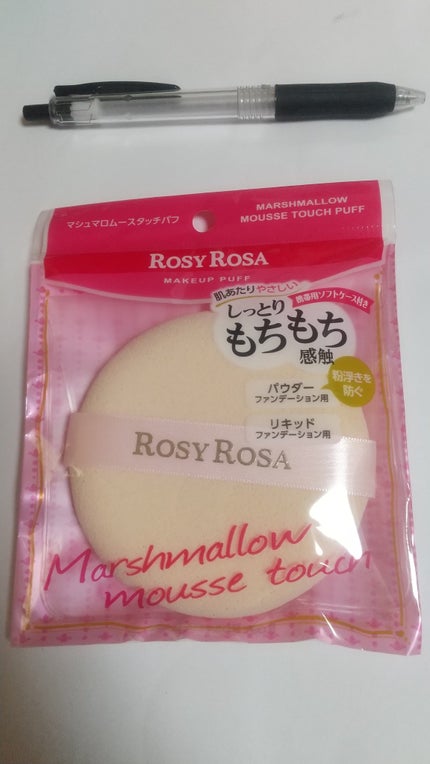 マシュマロムースタッチパフ
MARSHMALLOW
MOUSSE TOUCH PUFF
ROSY ROSA
MAKEUP PUFF
肌あたりやさしい
携帯用ソフトケース付き
しっとり
もちもち
感触
粉浮きを
防ぐ
パウダー
ファンデーション用
リキッド
ファンデーション用
ROSY ROSA
Marshmallow
mousse touch